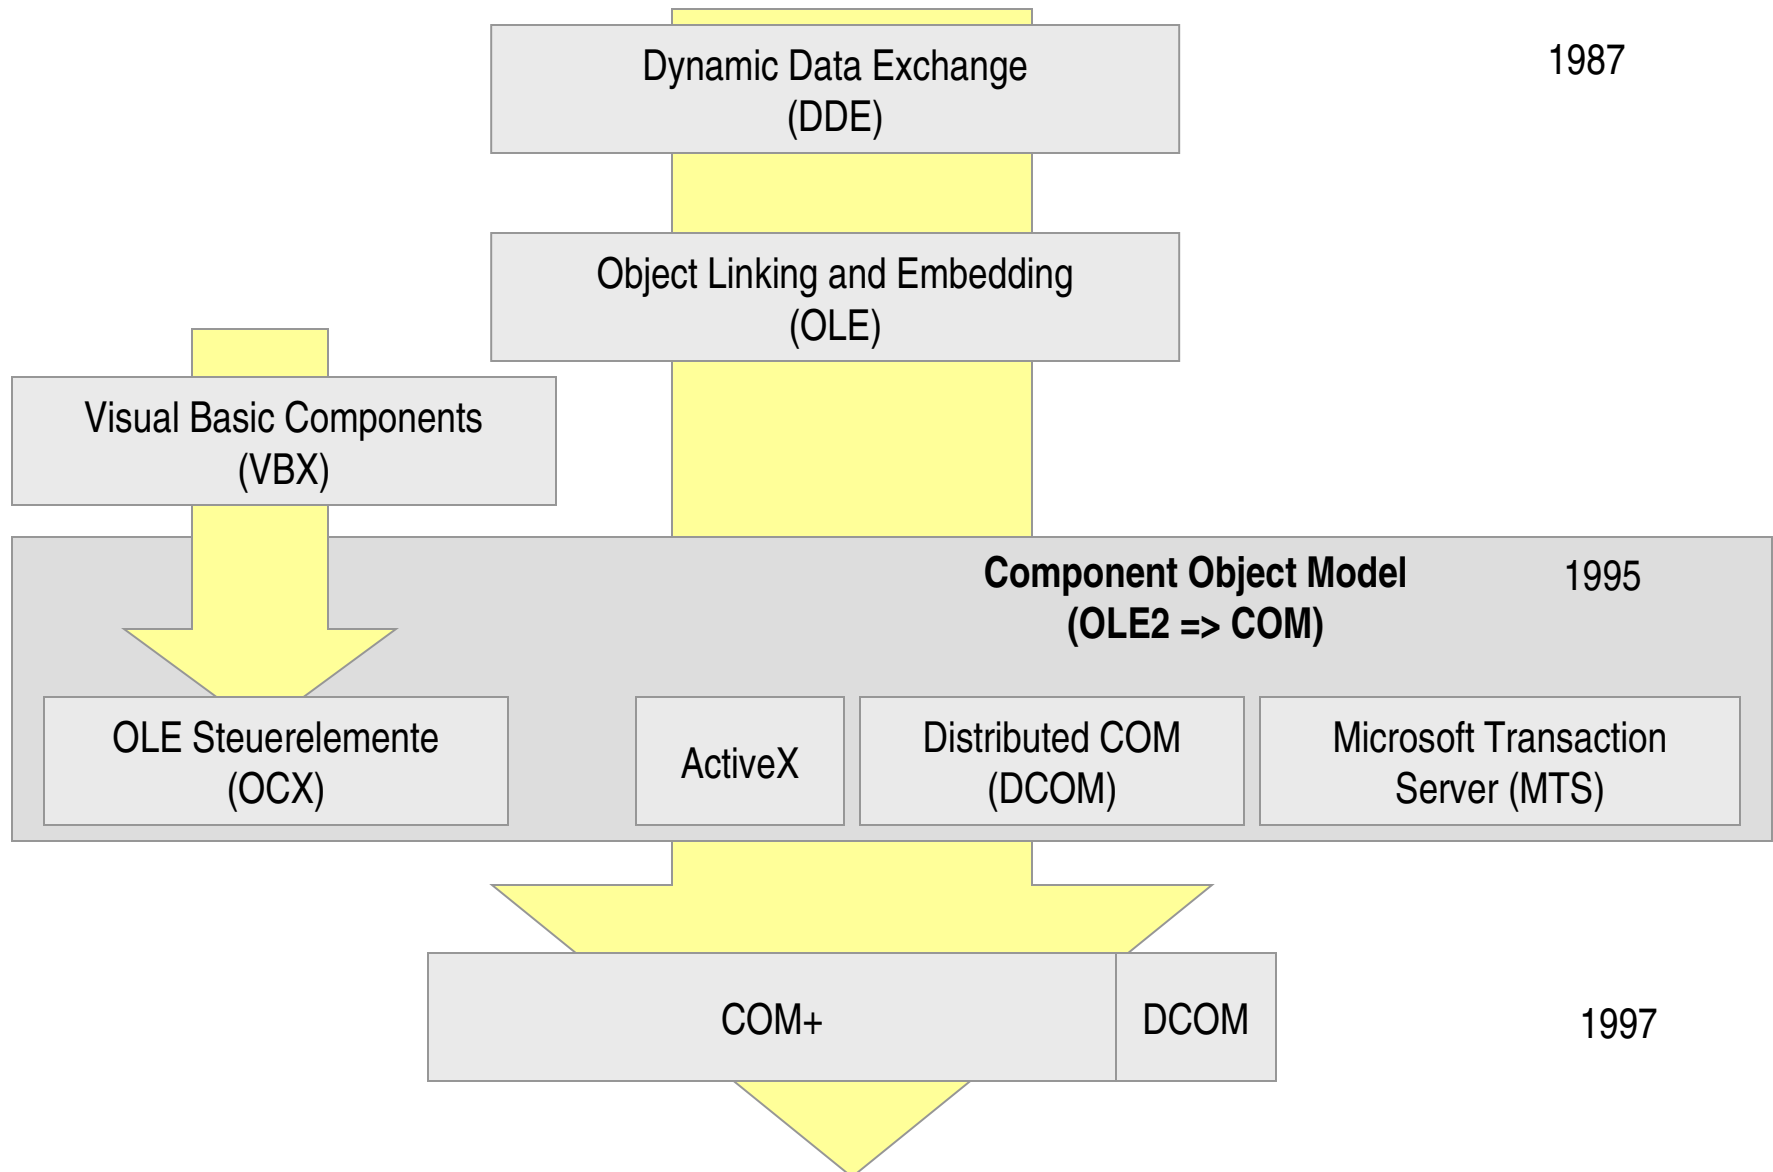 Dynamic Data Exchange
(DDE)
1987
Object Linking and Embedding
(OLE)
Visual Basic Components
(VBX)
Component Object Model
(OLE2 => COM)
1995
OLE Steuerelemente
(OCX)
ActiveX
Distributed COM
(DCOM)
Microsoft Transaction
Server (MTS)
COM+
DCOM
1997